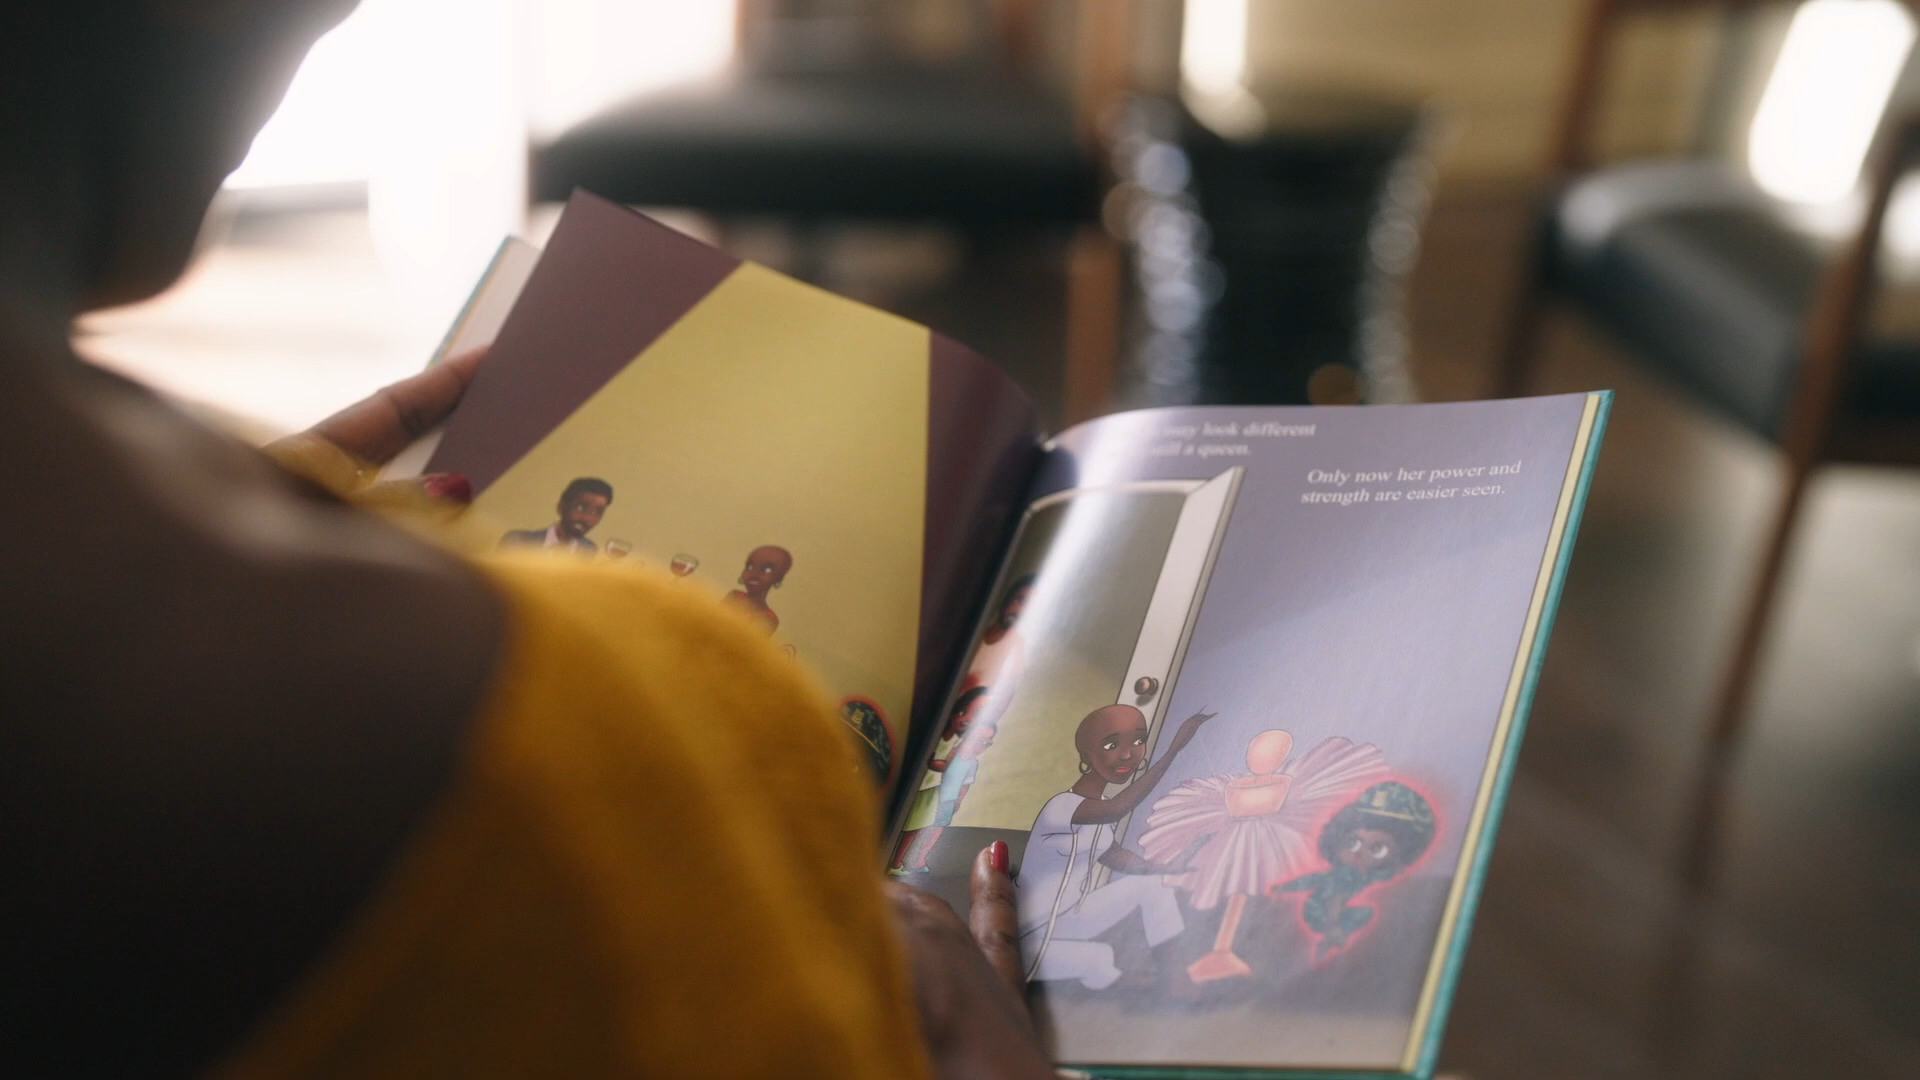 may look different
still a queen.
Only now her power and
strength are easier seen.